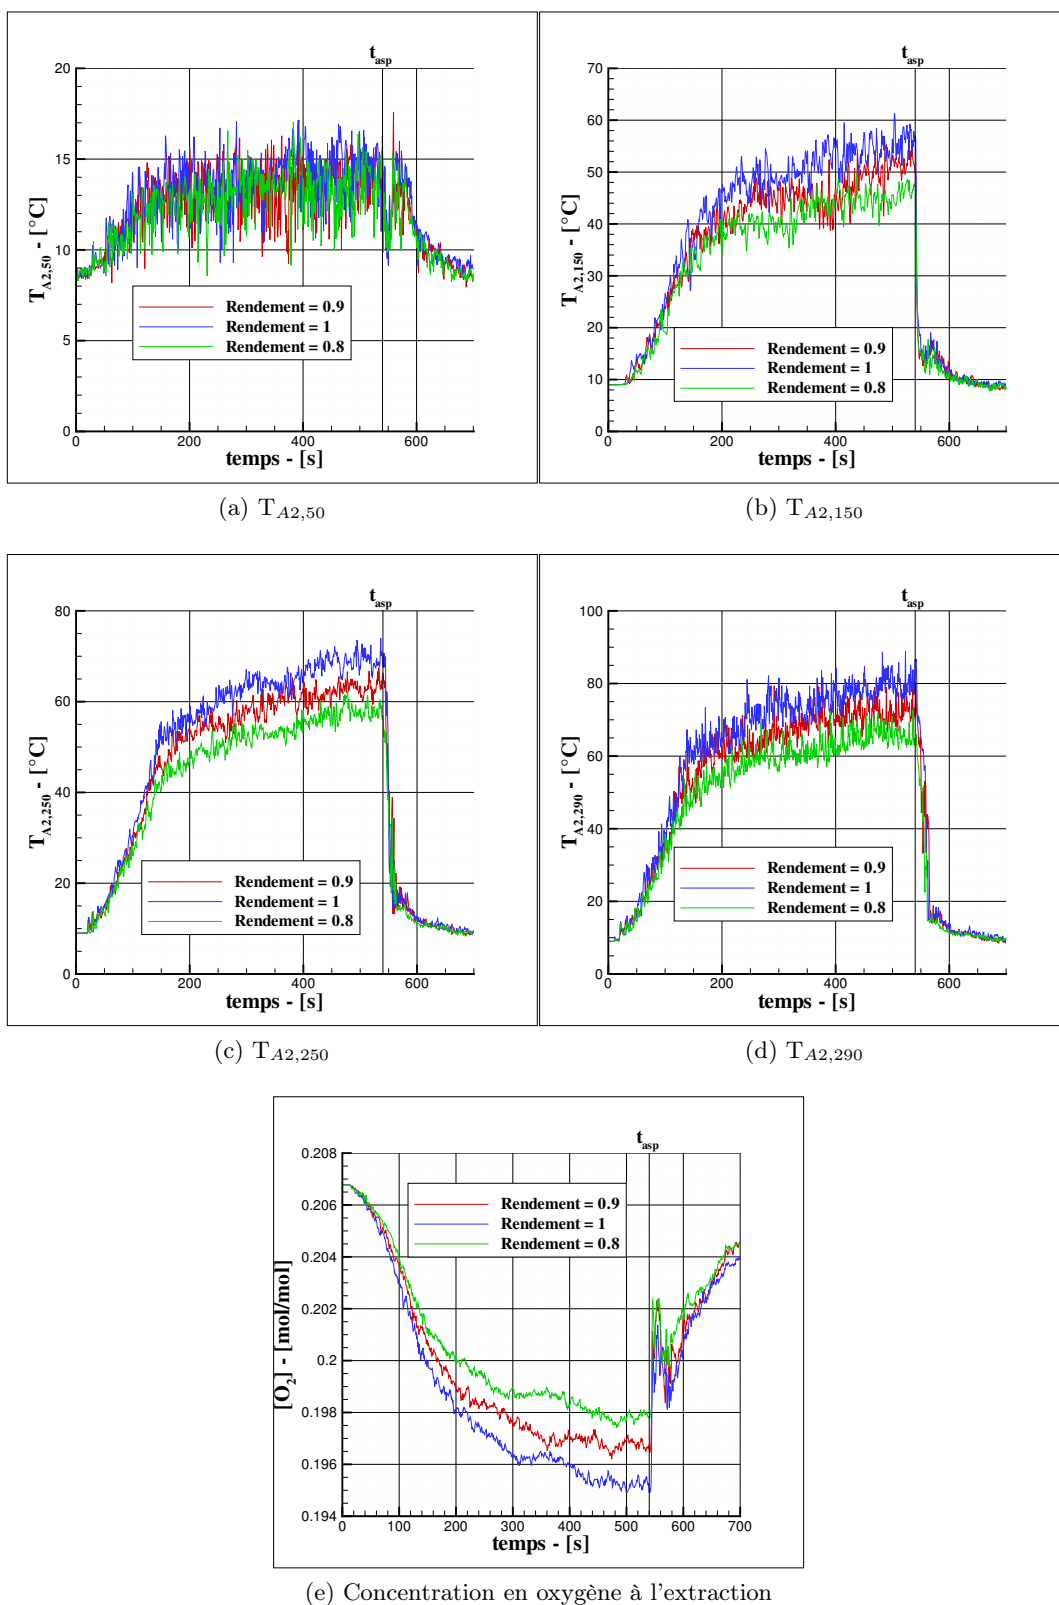 t_asp
20
15
10
5
0
T_A2,50 - [°C]
Rendement = 0.9
Rendement = 1
Rendement = 0.8
0 200 400 600
temps - [s]
(a) T_A2,50
t_asp
70
60
50
40
30
20
10
0
T_A2,150 - [°C]
Rendement = 0.9
Rendement = 1
Rendement = 0.8
0 200 400 600
temps - [s]
(b) T_A2,150
t_asp
80
60
40
20
0
T_A2,250 - [°C]
Rendement = 0.9
Rendement = 1
Rendement = 0.8
0 200 400 600
temps - [s]
(c) T_A2,250
t_asp
100
80
60
40
20
0
T_A2,290 - [°C]
Rendement = 0.9
Rendement = 1
Rendement = 0.8
0 200 400 600
temps - [s]
(d) T_A2,290
t_asp
0.208
0.206
0.204
0.202
0.2
0.198
0.196
0.194
[O_2] - [mol/mol]
Rendement = 0.9
Rendement = 1
Rendement = 0.8
0 100 200 300 400 500 600 700
temps - [s]
(e) Concentration en oxygène à l'extraction